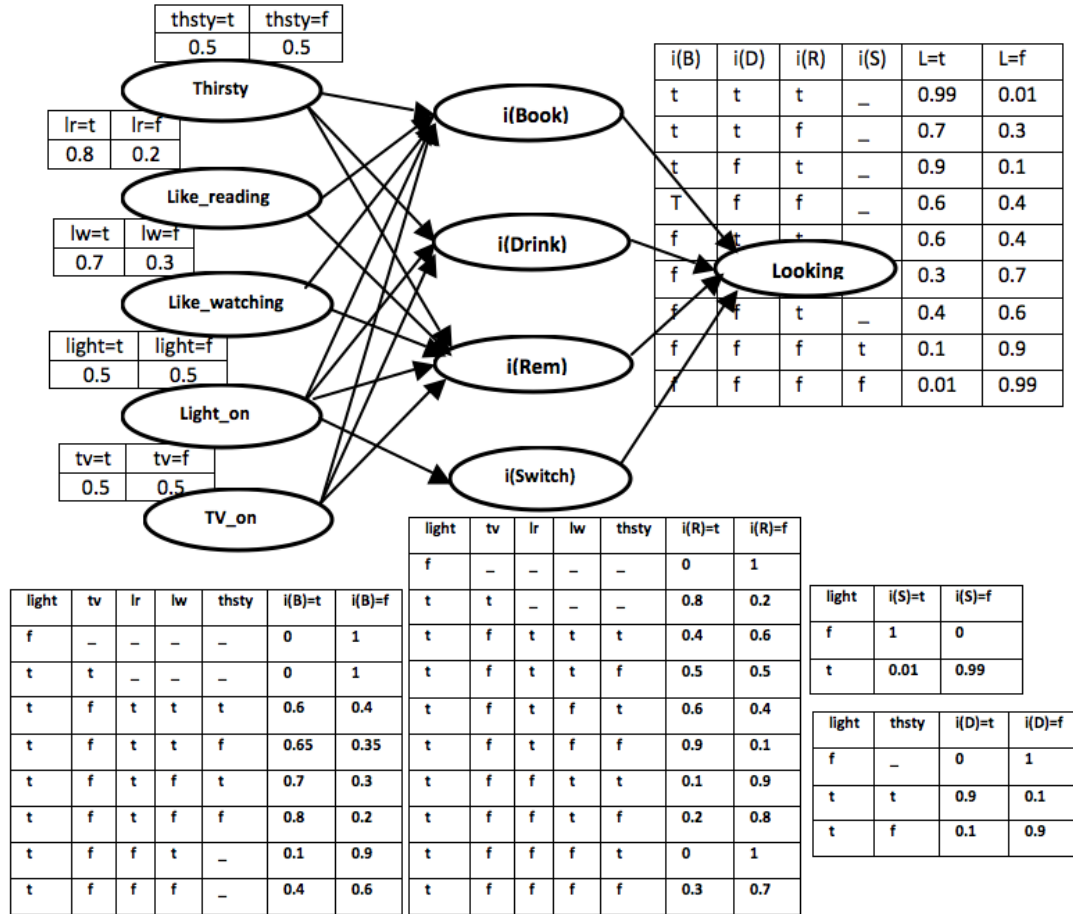 thsty=t thsty=f
0.5 0.5
Thirsty
lr=t lr=f
0.8 0.2
Like_reading
lw=t lw=f
0.7 0.3
Like_watching
light=t light=f
0.5 0.5
Light_on
tv=t tv=f
0.5 0.5
TV_on
i(Book)
i(Drink)
i(Rem)
i(Switch)
Looking
i(B) i(D) i(R) i(S) L=t L=f
t t t _ 0.99 0.01
t t f _ 0.7 0.3
t f t _ 0.9 0.1
T f f _ 0.6 0.4
f t t 0.6 0.4
f 0.3 0.7
f f t _ 0.4 0.6
f f f t 0.1 0.9
f f f f 0.01 0.99
light tv lr lw thsty i(B)=t i(B)=f
f _ _ _ _ 0 1
t t _ _ _ 0 1
t f t t t 0.6 0.4
t f t t f 0.65 0.35
t f t f t 0.7 0.3
t f t f f 0.8 0.2
t f f t _ 0.1 0.9
t f f f _ 0.4 0.6
light tv lr lw thsty i(R)=t i(R)=f
f _ _ _ _ 0 1
t t _ _ _ 0.8 0.2
t f t t t 0.4 0.6
t f t t f 0.5 0.5
t f t f t 0.6 0.4
t f t f f 0.9 0.1
t f f t t 0.1 0.9
t f f t f 0.2 0.8
t f f f t 0 1
t f f f f 0.3 0.7
light i(S)=t i(S)=f
f 1 0
t 0.01 0.99
light thsty i(D)=t i(D)=f
f _ 0 1
t t 0.9 0.1
t f 0.1 0.9